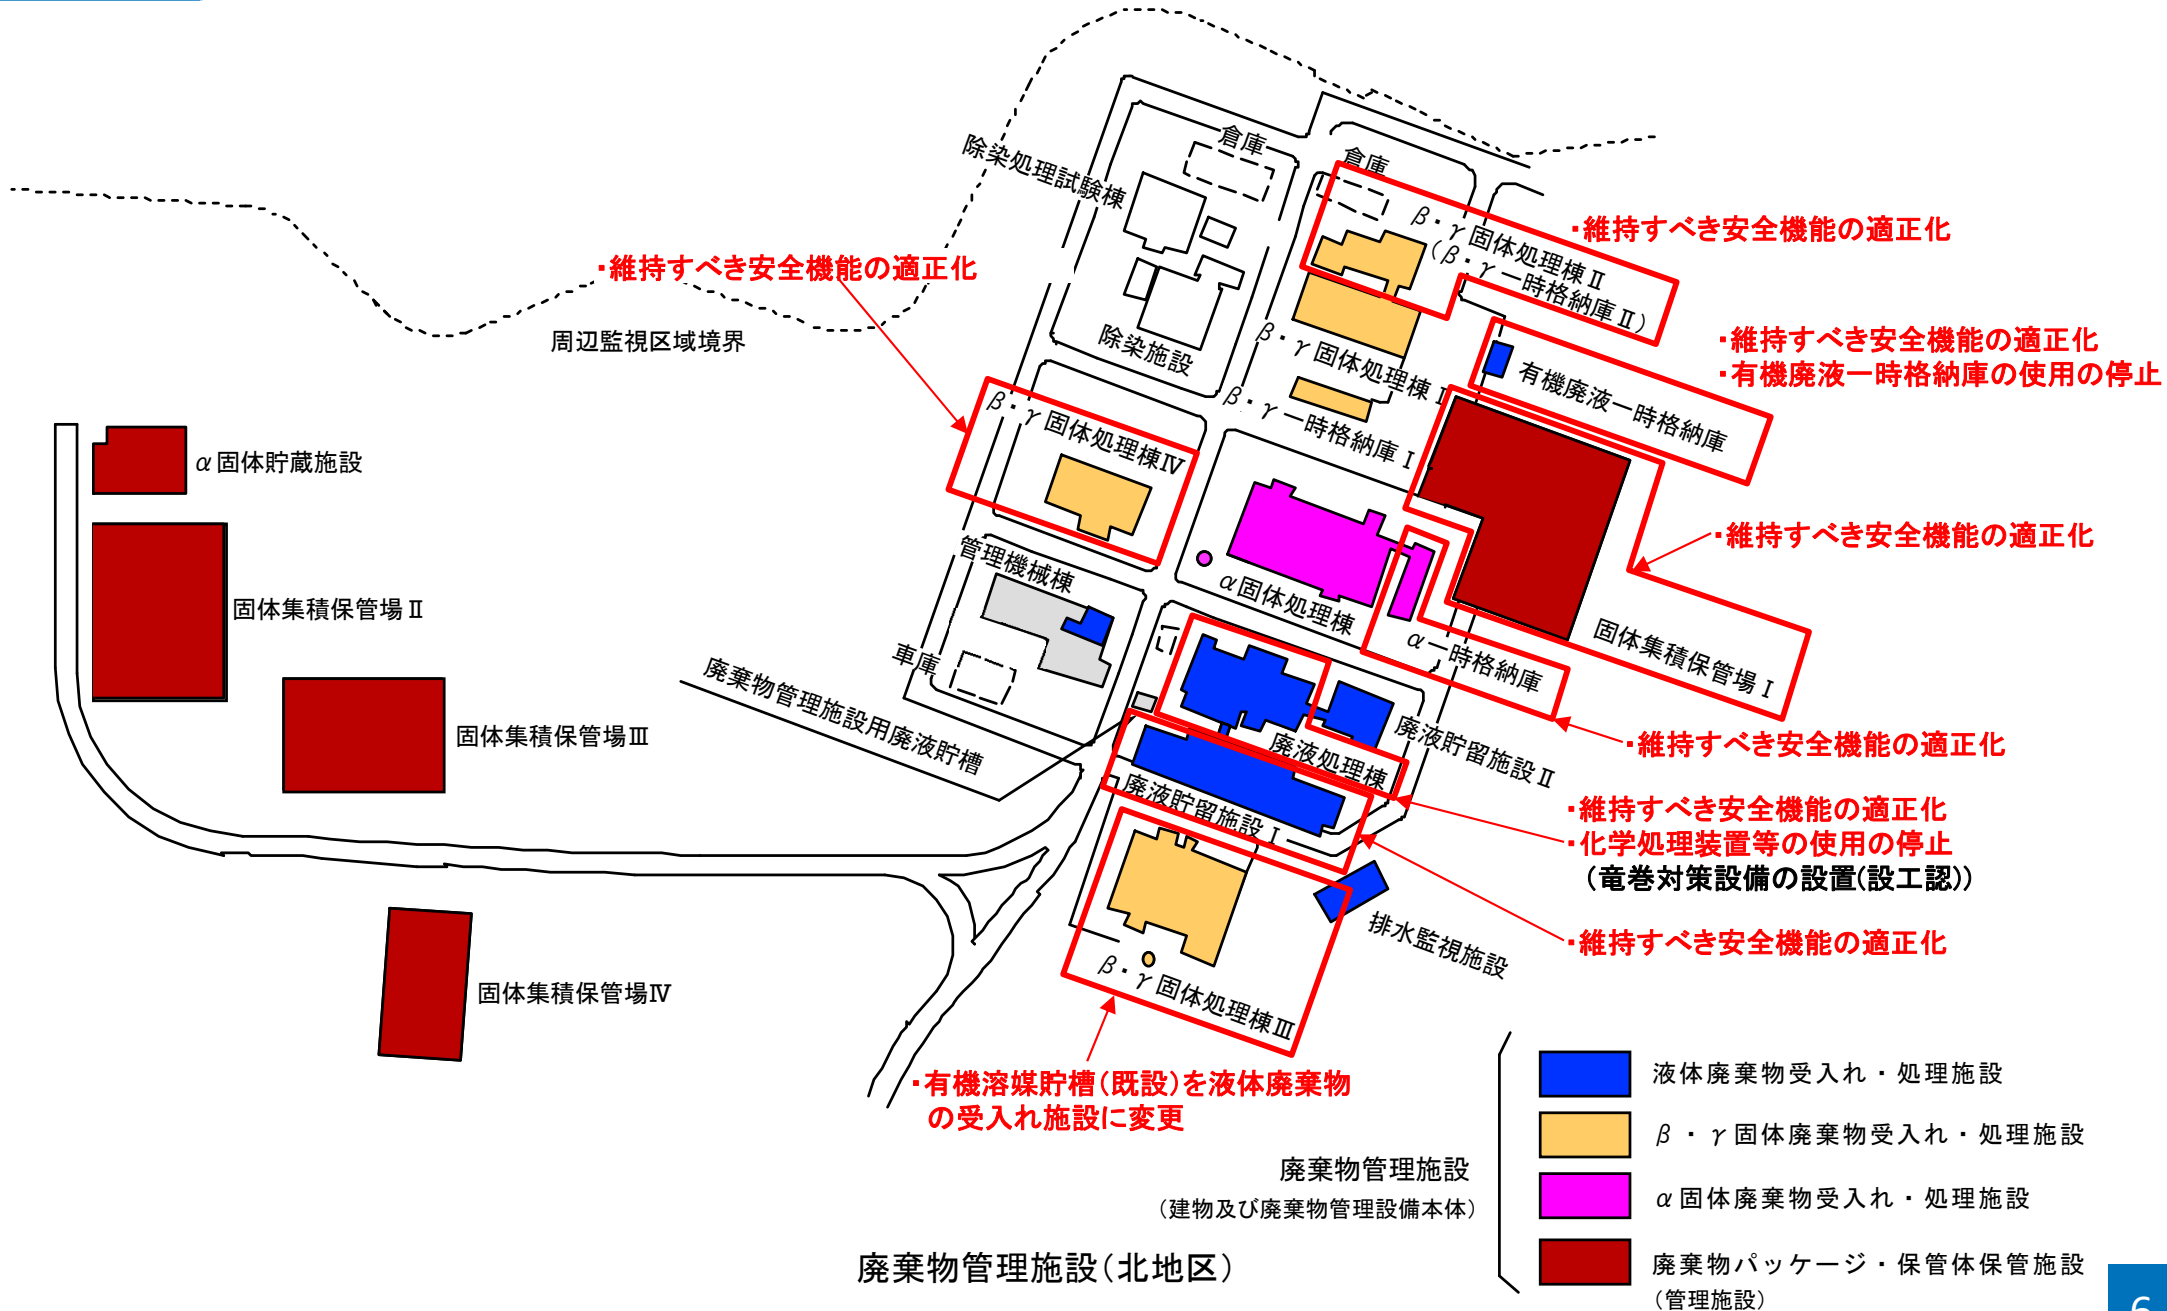 倉庫
倉庫
除染処理試験棟
β・γ固体処理棟Ⅱ
（β・γ一時格納庫Ⅱ）
・維持すべき安全機能の適正化
・維持すべき安全機能の適正化
周辺監視区域境界
除染施設
β・γ固体処理棟Ⅰ
・維持すべき安全機能の適正化
・有機廃液一時格納庫の使用の停止
有機廃液一時格納庫
β・γ一時格納庫Ⅰ
β・γ固体処理棟Ⅳ
α固体貯蔵施設
・維持すべき安全機能の適正化
管理機械棟
α固体処理棟
固体集積保管場Ⅱ
α一時格納庫
固体集積保管場Ⅰ
車庫
廃棄物管理施設用廃液貯槽
固体集積保管場Ⅲ
廃液処理棟
廃液貯留施設Ⅱ
・維持すべき安全機能の適正化
廃液貯留施設Ⅰ
・維持すべき安全機能の適正化
・化学処理装置等の使用の停止
（竜巻対策設備の設置(設工認)）
排水監視施設
・維持すべき安全機能の適正化
固体集積保管場Ⅳ
β・γ固体処理棟Ⅲ
・有機溶媒貯槽（既設）を液体廃棄物
の受入れ施設に変更
廃棄物管理施設
（建物及び廃棄物管理設備本体）
液体廃棄物受入れ・処理施設
β・γ固体廃棄物受入れ・処理施設
α固体廃棄物受入れ・処理施設
廃棄物パッケージ・保管体保管施設
（管理施設）
廃棄物管理施設（北地区）
6